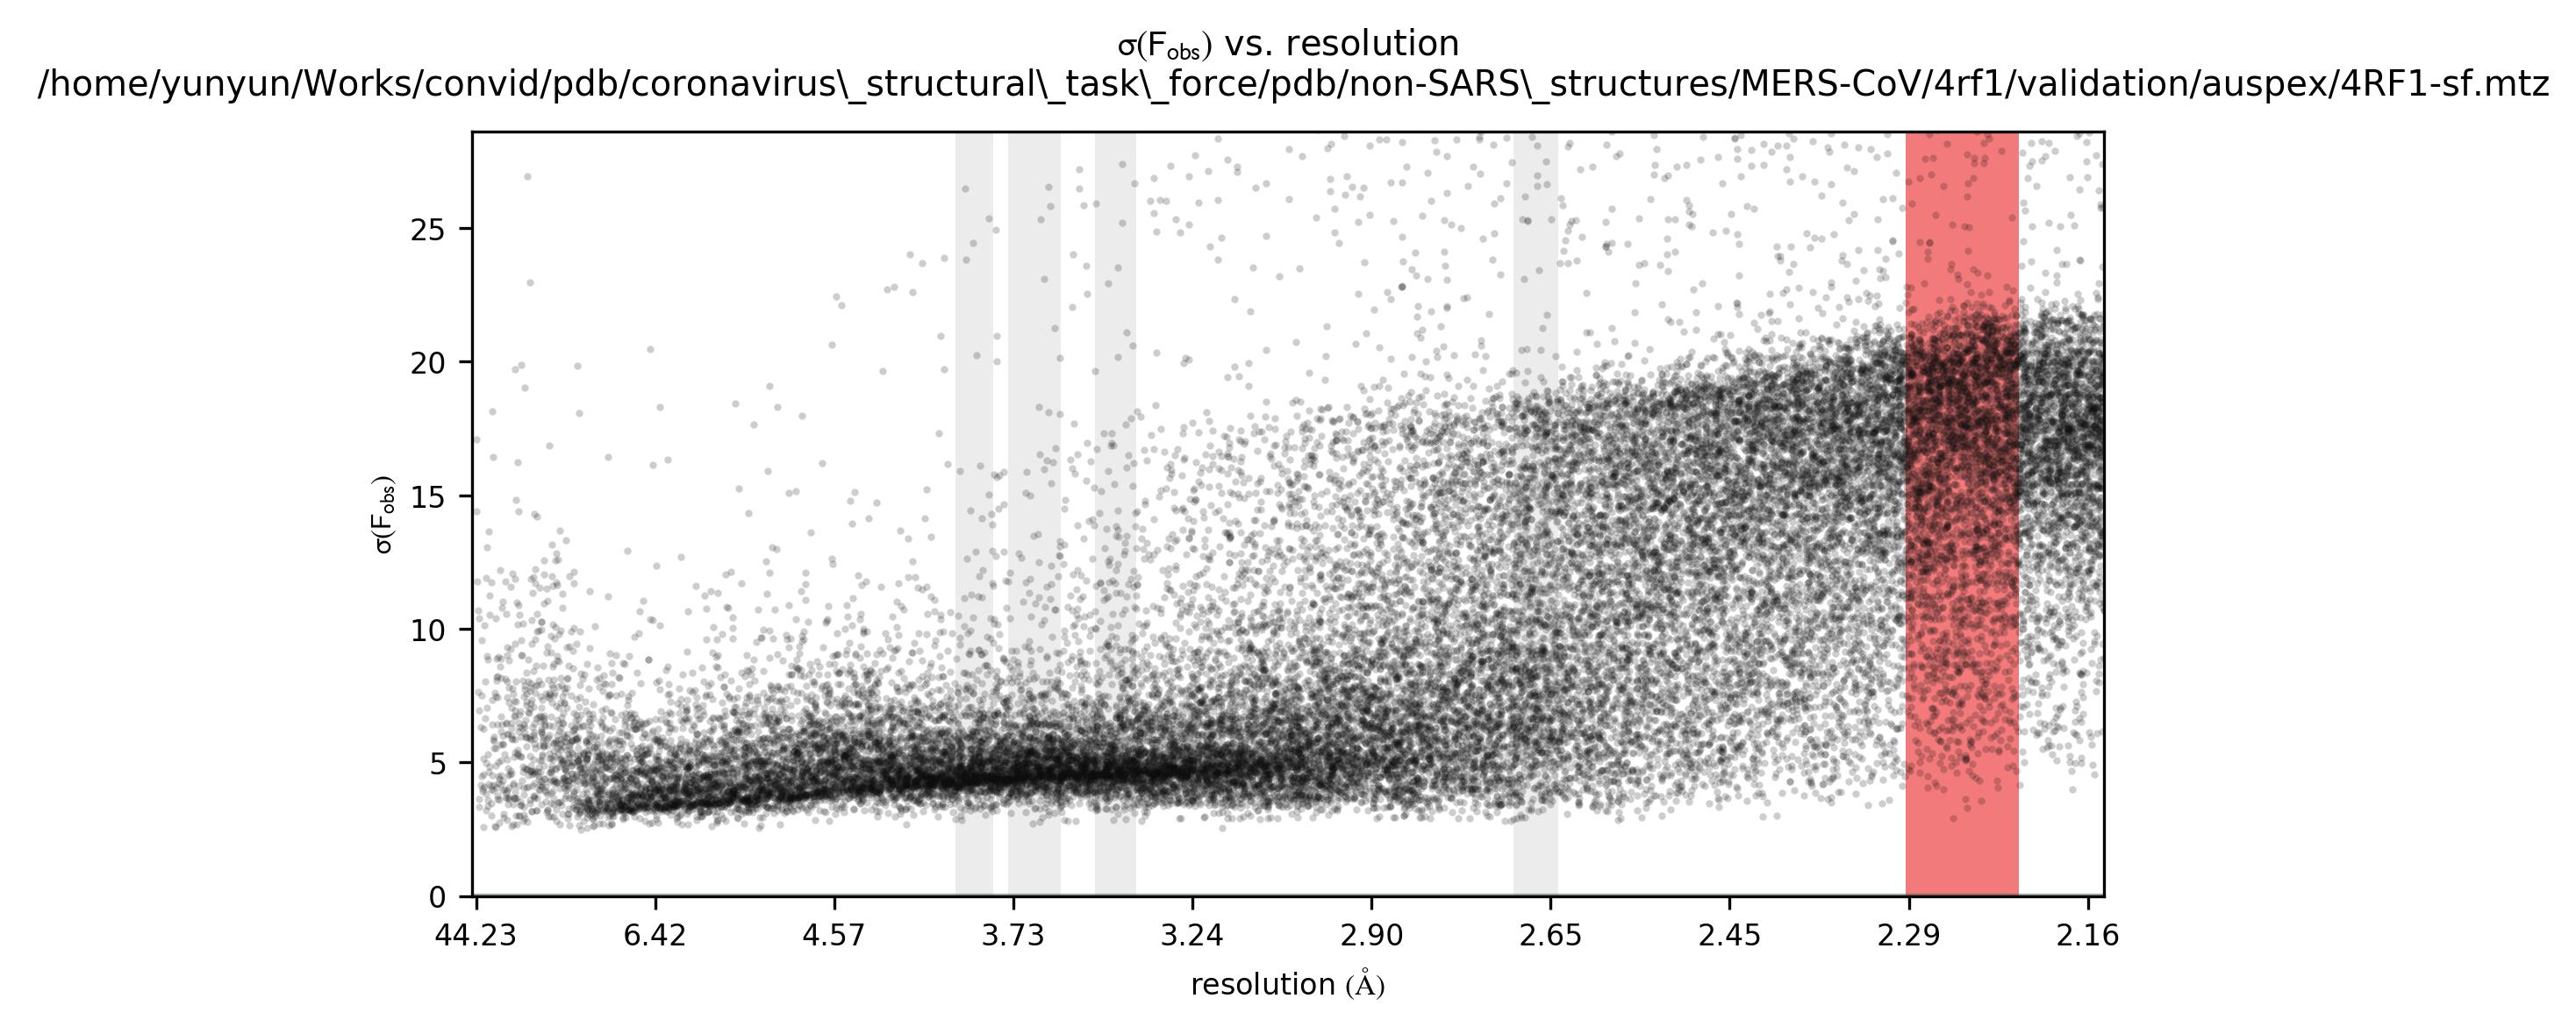 σ(Fobs) vs. resolution
/home/yunyun/Works/convid/pdb/coronavirus\_structural\_task\_force/pdb/non-SARS\_structures/MERS-CoV/4rf1/validation/auspex/4RF1-sf.mtz
σ(Fobs)
25
20
15
10
5
0
44.23 6.42 4.57 3.73 3.24 2.90 2.65 2.45 2.29 2.16
resolution (Å)